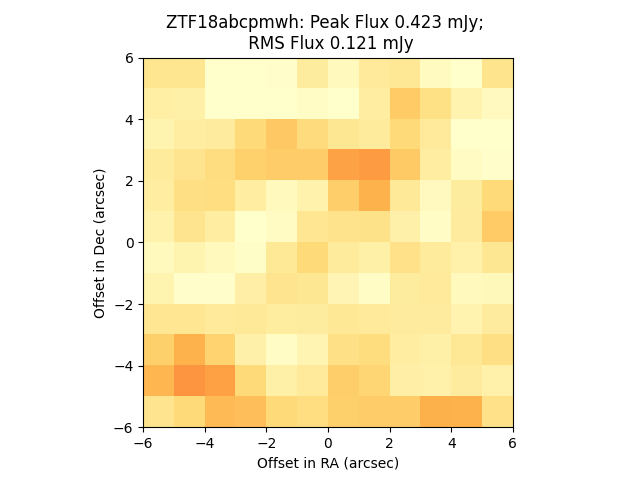 ZTF18abcpmwh: Peak Flux 0.423 mJy;
RMS Flux 0.121 mJy
6
4
2
0
−2
−4
−6
Offset in Dec (arcsec)
−6 −4 −2 0 2 4 6
Offset in RA (arcsec)